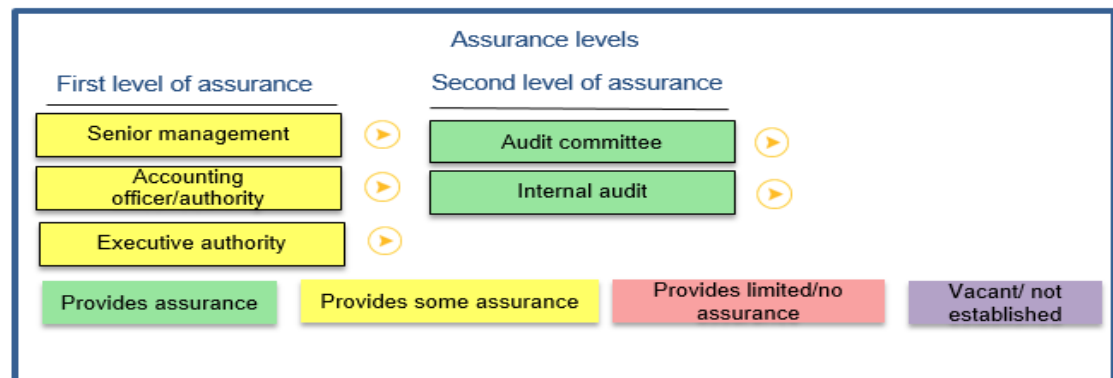 Assurance levels
First level of assurance
Second level of assurance
Senior management
Audit committee
Accounting
officer/authority
Internal audit
Executive authority
Provides assurance
Provides some assurance
Provides limited/no
assurance
Vacant/ not
established